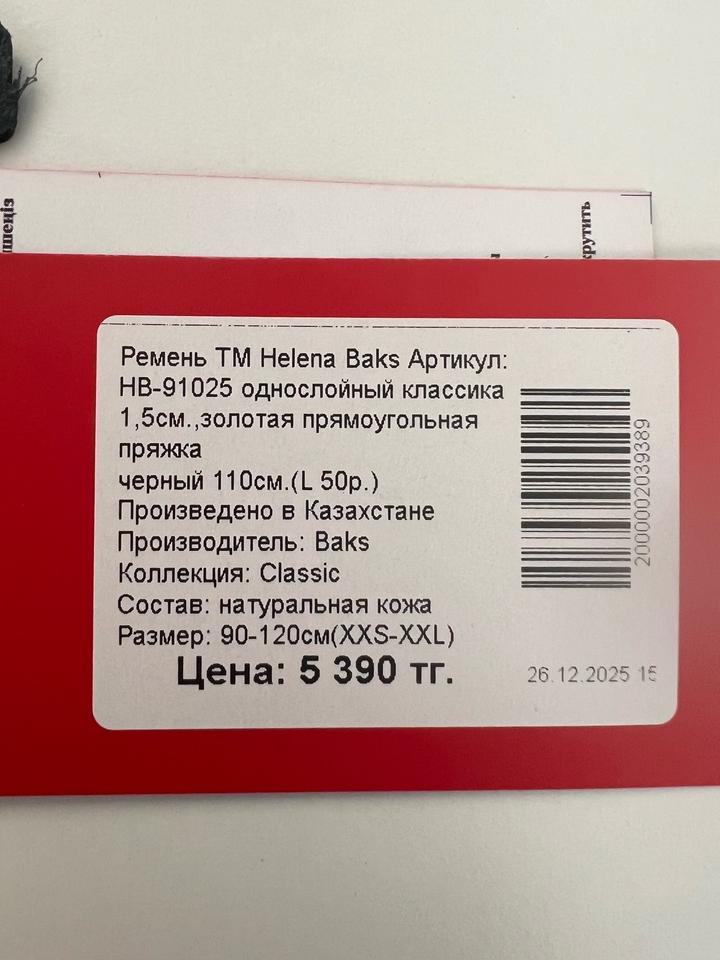 крутить
Ремень ТМ Helena Baks Артикул:
HB-91025 однослойный классика
1,5см.,золотая прямоугольная
пряжка
черный 110см.(L 50р.)
Произведено в Казахстане
Производитель: Baks
Коллекция: Classic
Состав: натуральная кожа
Размер: 90-120см(XXS-XXL)
Цена: 5 390 тг.
2000002039389
26.12.2025 15